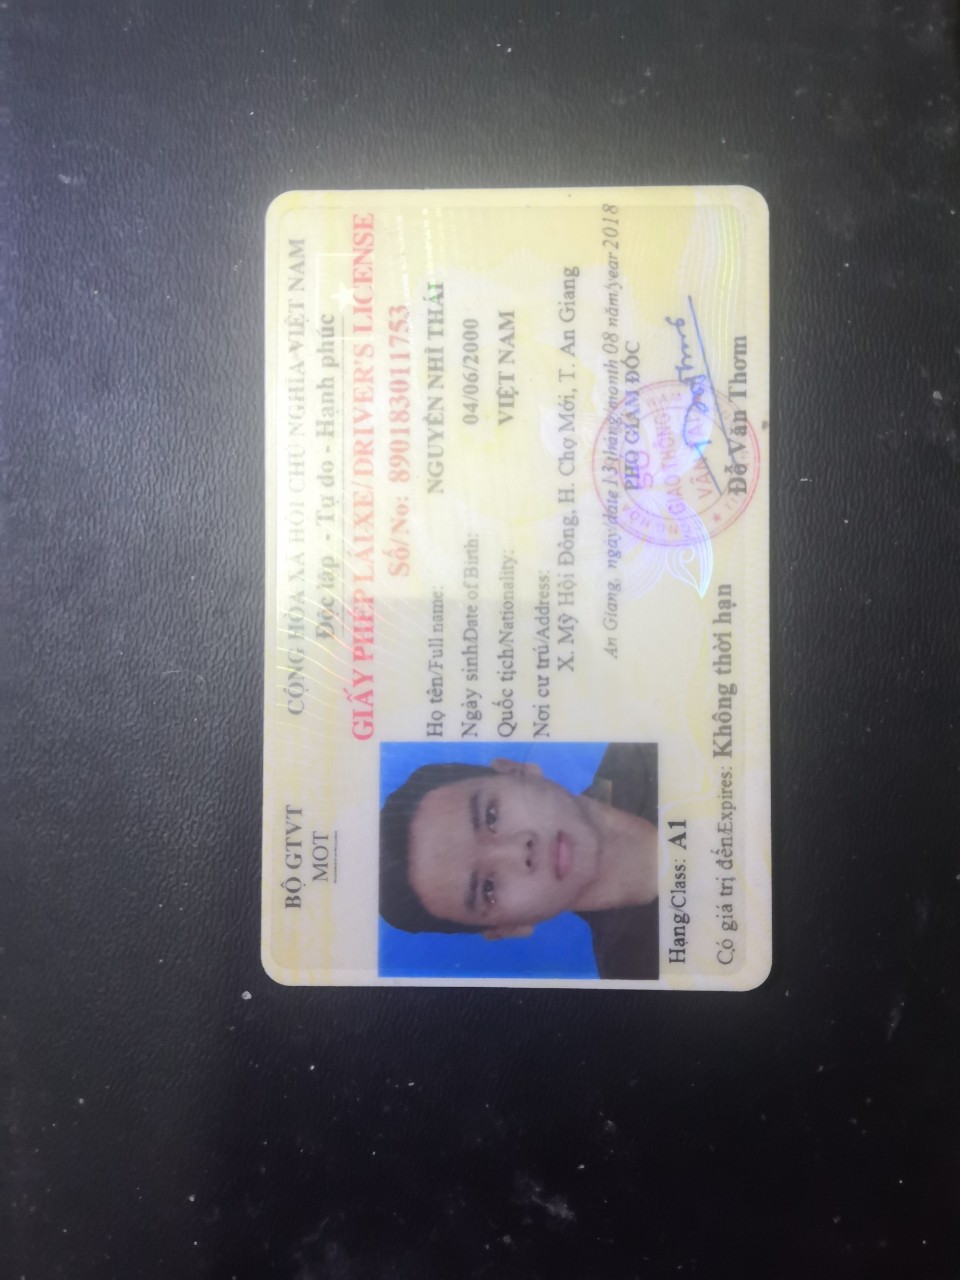 BỘ GTVT
MOT
CỘNG HÒA XÃ HỘI CHỦ NGHĨA VIỆT NAM
Độc lập - Tự do - Hạnh phúc
GIẤY PHÉP LÁI XE/ DRIVER'S LICENSE
Số/No: 890183011753
Họ tên/Full name: NGUYỄN NHĨ THÁI
Ngày sinh/Date of Birth: 04/06/2000
Quốc tịch/Nationality: VIỆT NAM
Nơi cư trú/Address:
X. Mỹ Hội Đông, H. Chợ Mới, T. An Giang
An Giang, ngày/date 13 tháng/month 08 năm/year 2018
PHÓ GIÁM ĐỐC
SỞ
GIAO THÔNG
VẬN TẢI
Hạng/Class: A1
Có giá trị đến/Expires: Không thời hạn
Đỗ Văn Thơm